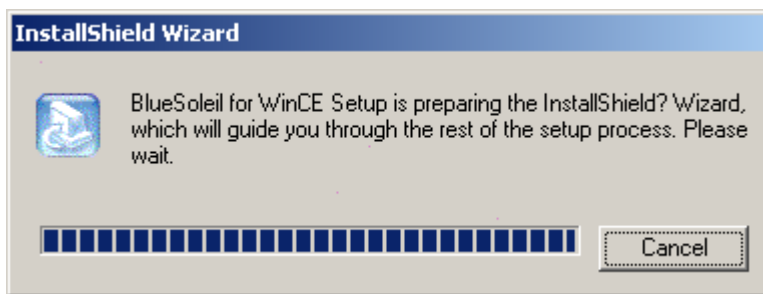 InstallShield Wizard
BlueSoleil for WinCE Setup is preparing the InstallShield? Wizard,
which will guide you through the rest of the setup process. Please
wait.
Cancel